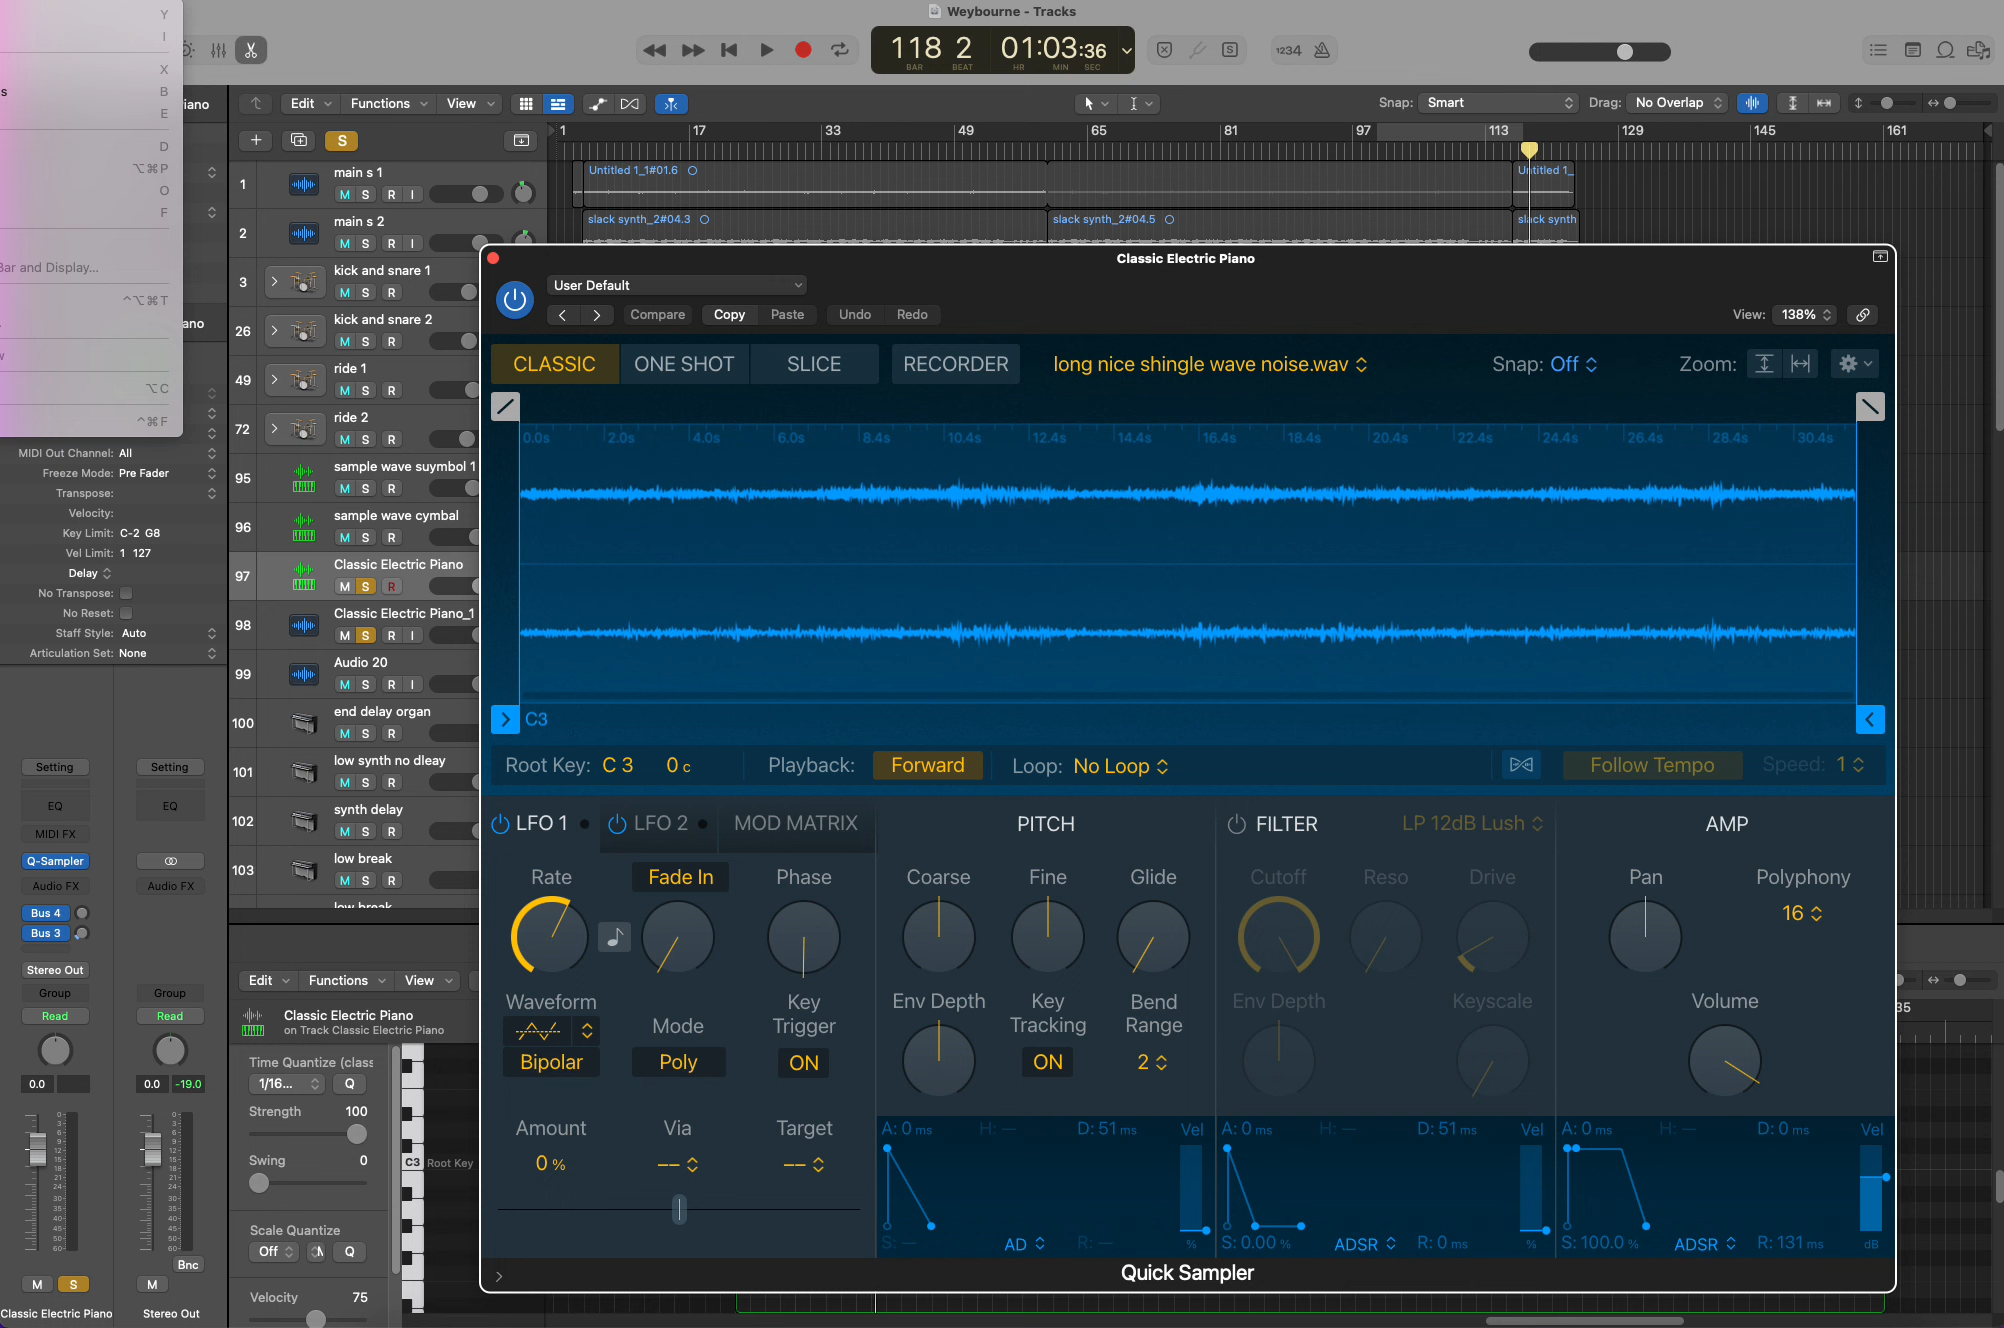 Weybourne - Tracks
Y
I
X
B
E
D
⌥⌘P
O
F
Bar and Display...
^⌥⌘T
⌥C
^⌘F
118 2
BAR BEAT
01:03:36
HR MIN SEC
1234
iano
Edit Functions View
Snap: Smart
Drag: No Overlap
S
1 17 33 49 65 81 97 113 129 145 161
1 main s 1
M S R I
Untitled 1_1#01.6
Untitled 1_
2 main s 2
M S R I
slack synth_2#04.3
slack synth_2#04.5
slack synth
3 kick and snare 1
M S R
26 kick and snare 2
M S R
49 ride 1
M S R
72 ride 2
M S R
95 sample wave suymbol 1
M S R
96 sample wave cymbal
M S R
97 Classic Electric Piano
M S R
98 Classic Electric Piano_1
M S R I
99 Audio 20
M S R I
100 end delay organ
M S R
101 low synth no dleay
M S R
102 synth delay
M S R
103 low break
M S R
low break
ano
MIDI Out Channel: All
Freeze Mode: Pre Fader
Transpose:
Velocity:
Key Limit: C-2 G8
Vel Limit: 1 127
Delay
No Transpose:
No Reset:
Staff Style: Auto
Articulation Set: None
Setting Setting
EQ EQ
MIDI FX
Q-Sampler
Audio FX Audio FX
Bus 4
Bus 3
Stereo Out
Group Group
Read Read
0.0 0.0 -19.0
Bnc
M S M
Classic Electric Piano Stereo Out
Edit Functions View
Classic Electric Piano
on Track Classic Electric Piano
Time Quantize (class
1/16... Q
Strength 100
Swing 0
Scale Quantize
Off Q
Velocity 75
C3 Root Key
35
Classic Electric Piano
User Default
Compare Copy Paste Undo Redo
View: 138%
CLASSIC ONE SHOT SLICE RECORDER
long nice shingle wave noise.wav
Snap: Off
Zoom:
0.0s 2.0s 4.0s 6.0s 8.4s 10.4s 12.4s 14.4s 16.4s 18.4s 20.4s 22.4s 24.4s 26.4s 28.4s 30.4s
C3
Root Key: C 3 0 c
Playback: Forward
Loop: No Loop
Follow Tempo
Speed: 1
LFO 1 LFO 2 MOD MATRIX
PITCH
FILTER LP 12dB Lush
AMP
Rate Fade In Phase
Coarse Fine Glide
Cutoff Reso Drive
Pan Polyphony
16
Waveform
Bipolar
Mode
Poly
Key Trigger
ON
Env Depth
Key Tracking
ON
Bend Range
2
Env Depth Keyscale
Volume
Amount Via Target
0 % -- --
A: 0 ms H: — D: 51 ms Vel
S: — AD R: — %
A: 0 ms H: — D: 51 ms Vel
S: 0.00 % ADSR R: 0 ms %
A: 0 ms H: — D: 0 ms Vel
S: 100.0 % ADSR R: 131 ms dB
Quick Sampler